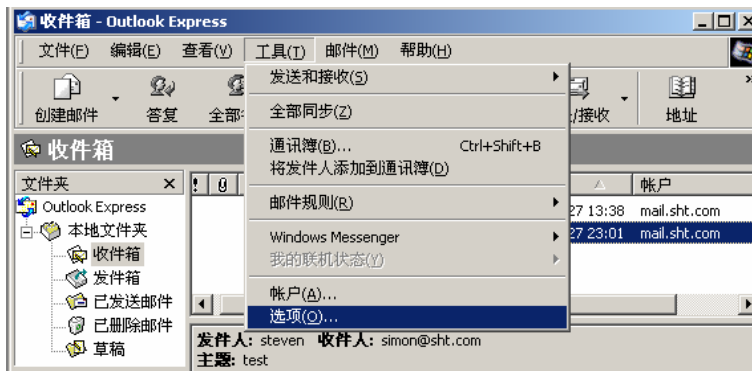 收件箱 - Outlook Express
文件(F) 编辑(E) 查看(V) 工具(T) 邮件(M) 帮助(H)
创建邮件 答复 全部 /接收 地址
发送和接收(S)
全部同步(Z)
通讯簿(B)... Ctrl+Shift+B
将发件人添加到通讯簿(D)
邮件规则(R)
Windows Messenger
我的联机状态(Y)
帐户(A)...
选项(O)...
收件箱
文件夹 × ! 帐户
Outlook Express 27 13:38 mail.sht.com
本地文件夹 27 23:01 mail.sht.com
收件箱
发件箱
已发送邮件
已删除邮件
草稿
发件人: steven 收件人: simon@sht.com
主题: test